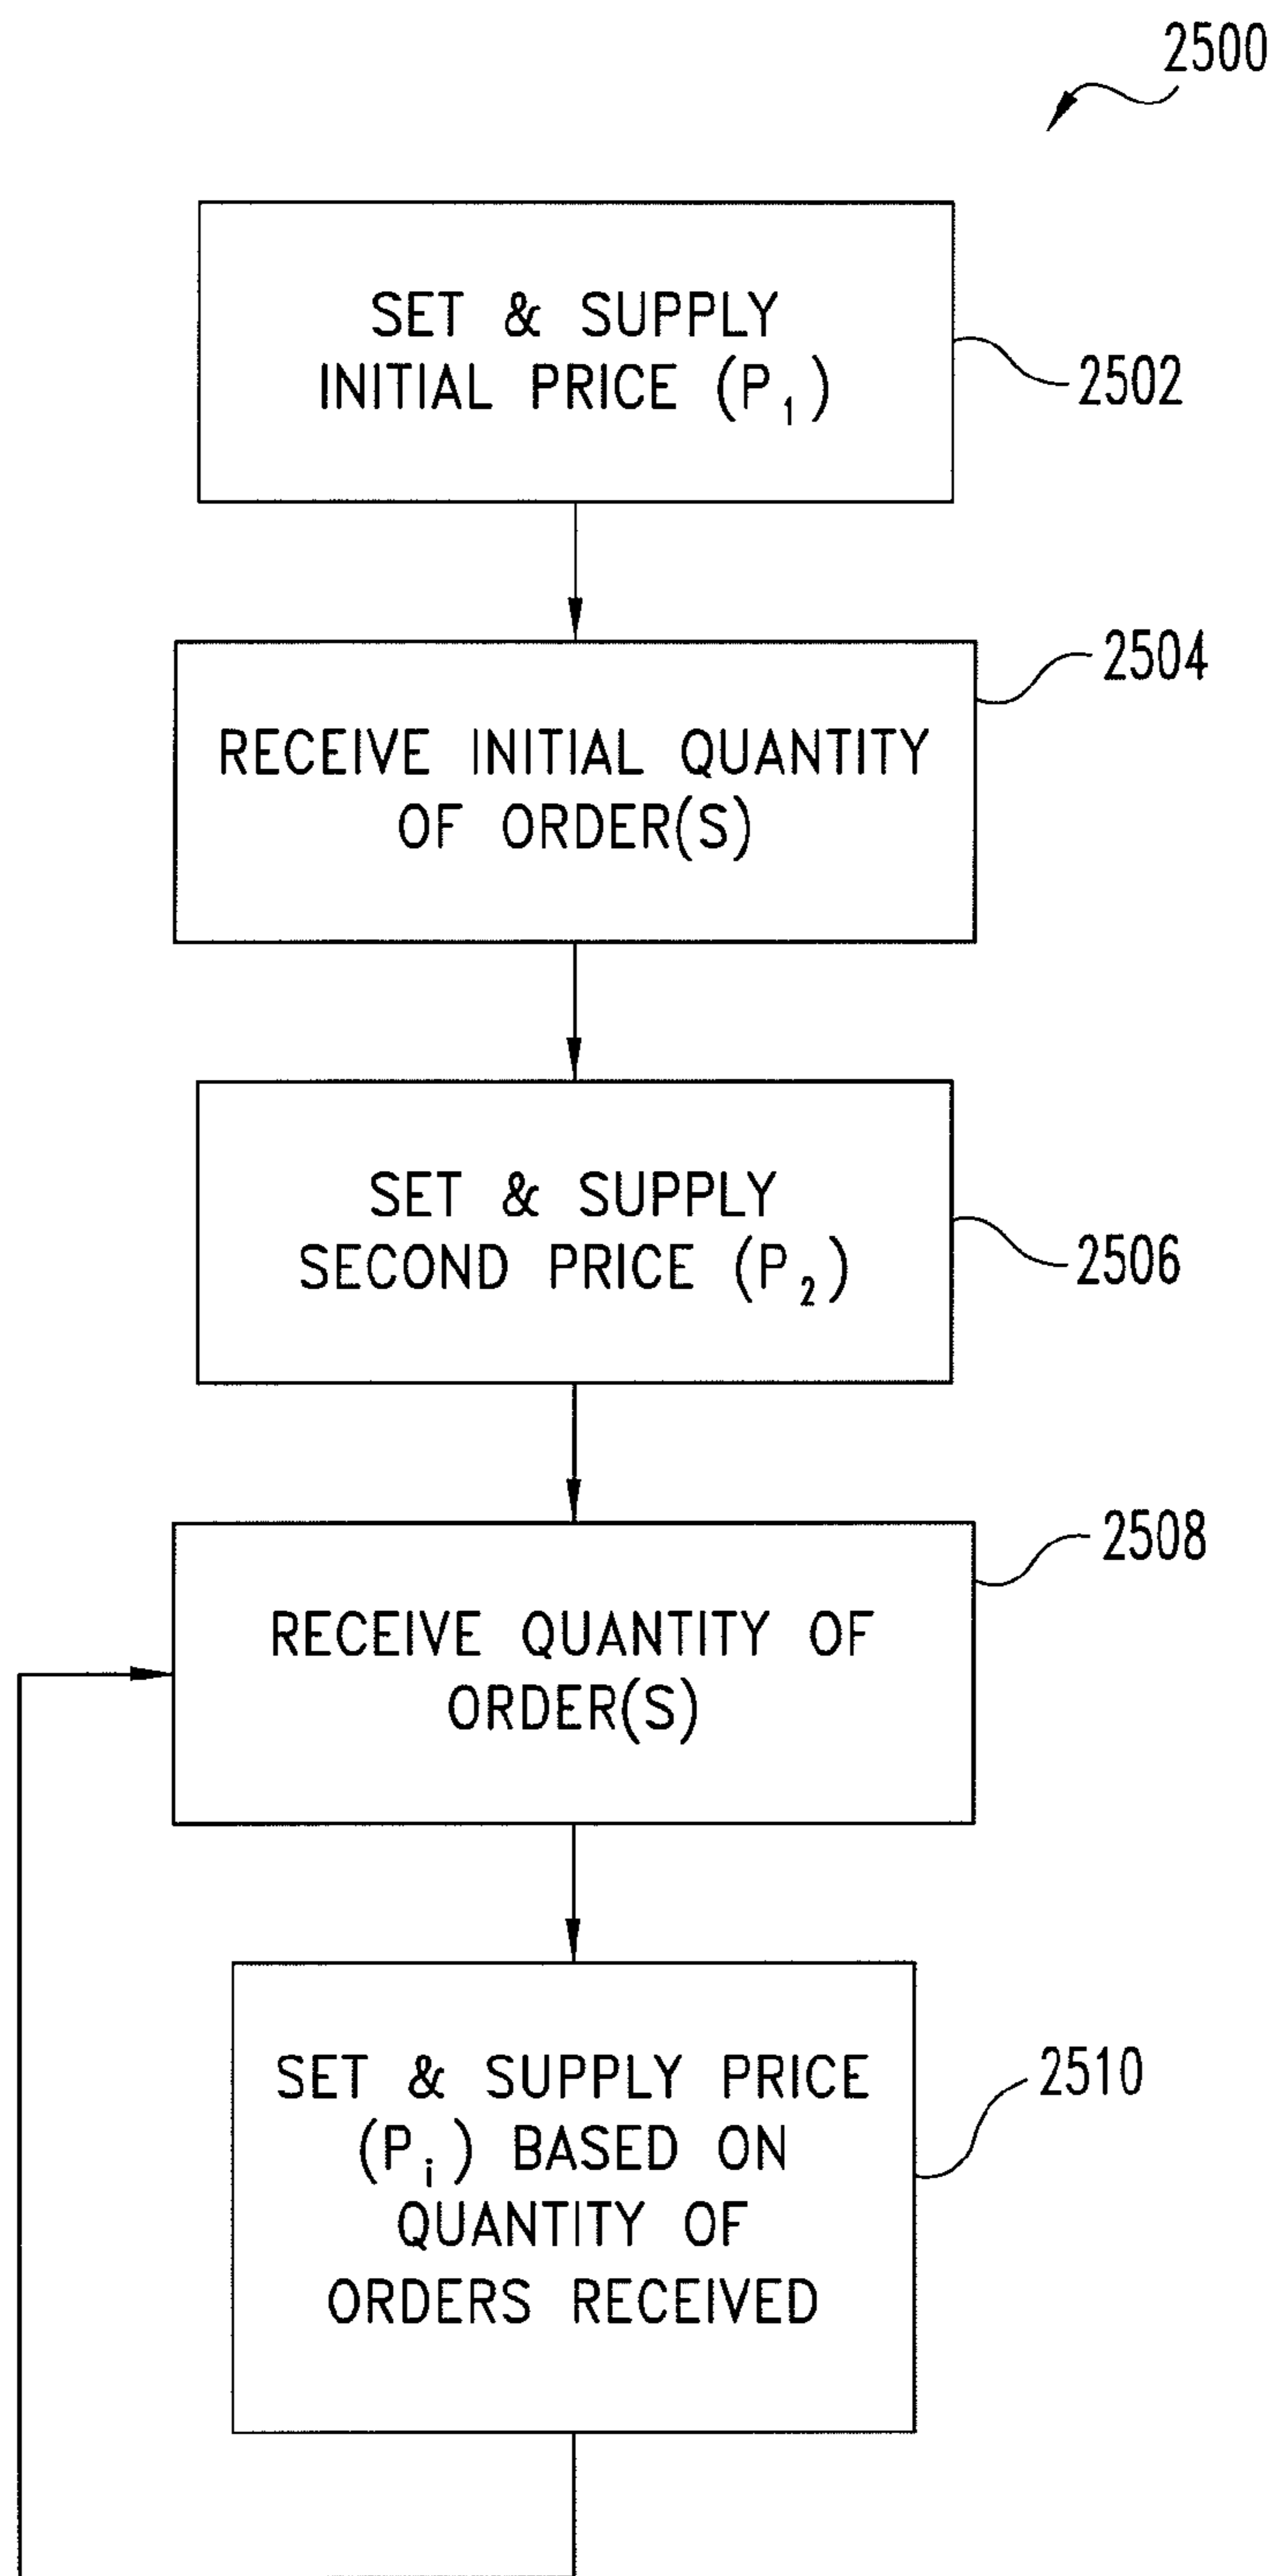 2500
SET & SUPPLY
INITIAL PRICE (P₁)
2502
2504
RECEIVE INITIAL QUANTITY
OF ORDER(S)
SET & SUPPLY
SECOND PRICE (P₂)
2506
2508
RECEIVE QUANTITY OF
ORDER(S)
SET & SUPPLY PRICE
(Pᵢ) BASED ON
QUANTITY OF
ORDERS RECEIVED
2510